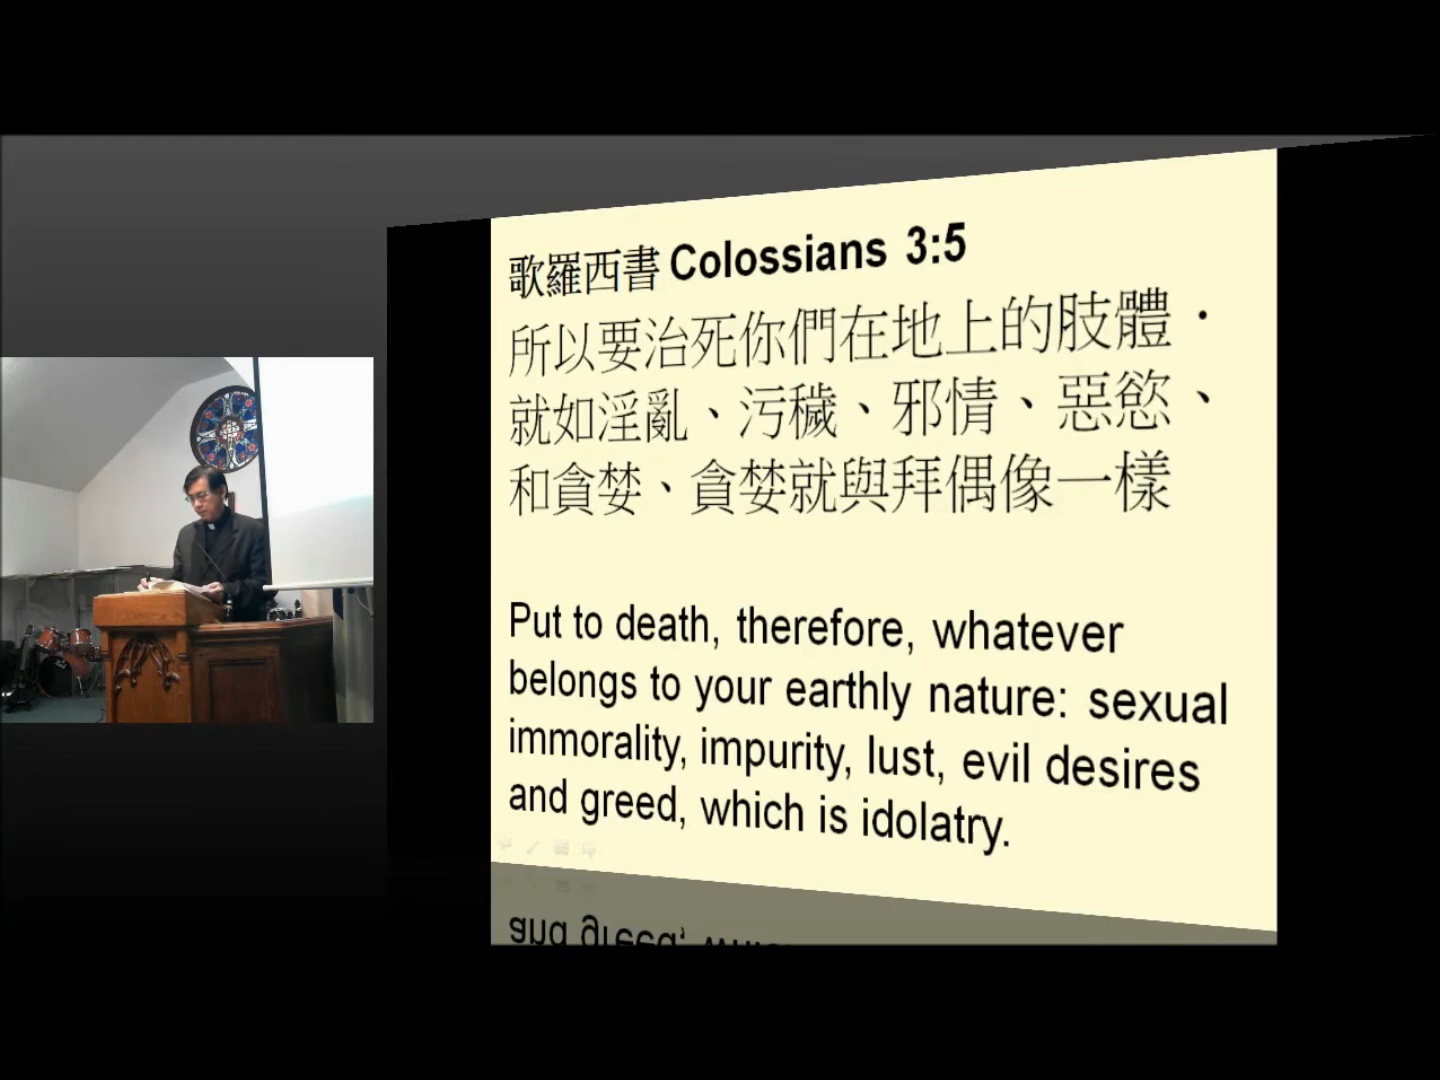 歌羅西書 Colossians 3:5
所以要治死你們在地上的肢體．
就如淫亂、污穢、邪情、惡慾、
和貪婪、貪婪就與拜偶像一樣
Put to death, therefore, whatever
belongs to your earthly nature: sexual
immorality, impurity, lust, evil desires
and greed, which is idolatry.